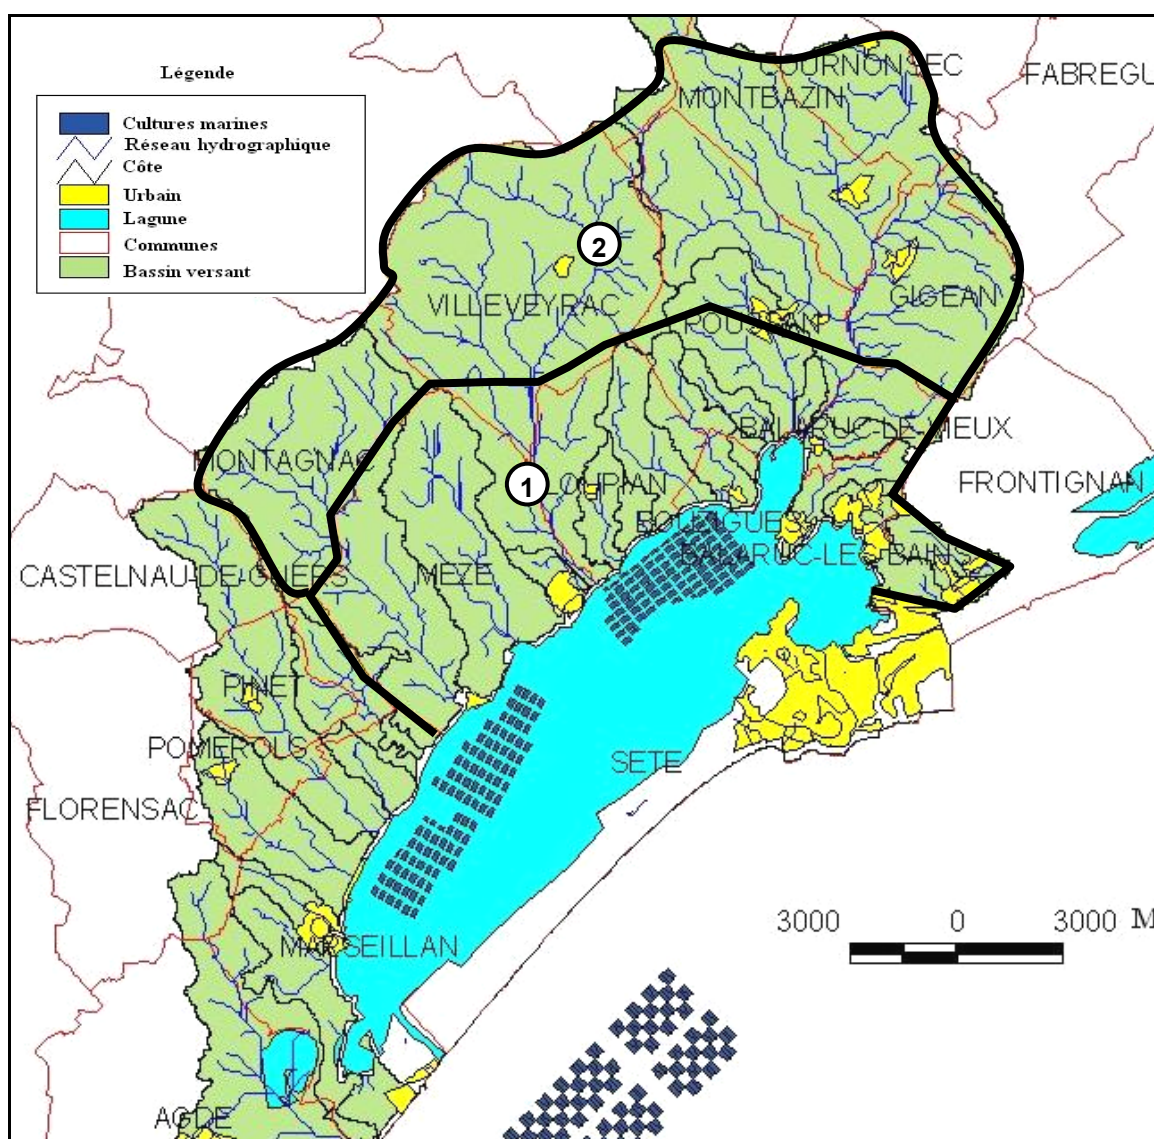 Légende
Cultures marines
Réseau hydrographique
Côte
Urbain
Lagune
Communes
Bassin versant
COURNONSEC
FABREGU
MONTBAZIN
2
VILLEVEYRAC
GIGEAN
POUSSAN
BALARUC-LE-VIEUX
MONTAGNAC
1
LOUPIAN
FRONTIGNAN
BOUZIGUES
BALARUC-LES-BAINS
CASTELNAU-DE-GUERS
MEZE
PINET
POMEROLS
SETE
FLORENSAC
3000 0 3000 M
MARSEILLAN
AGDE